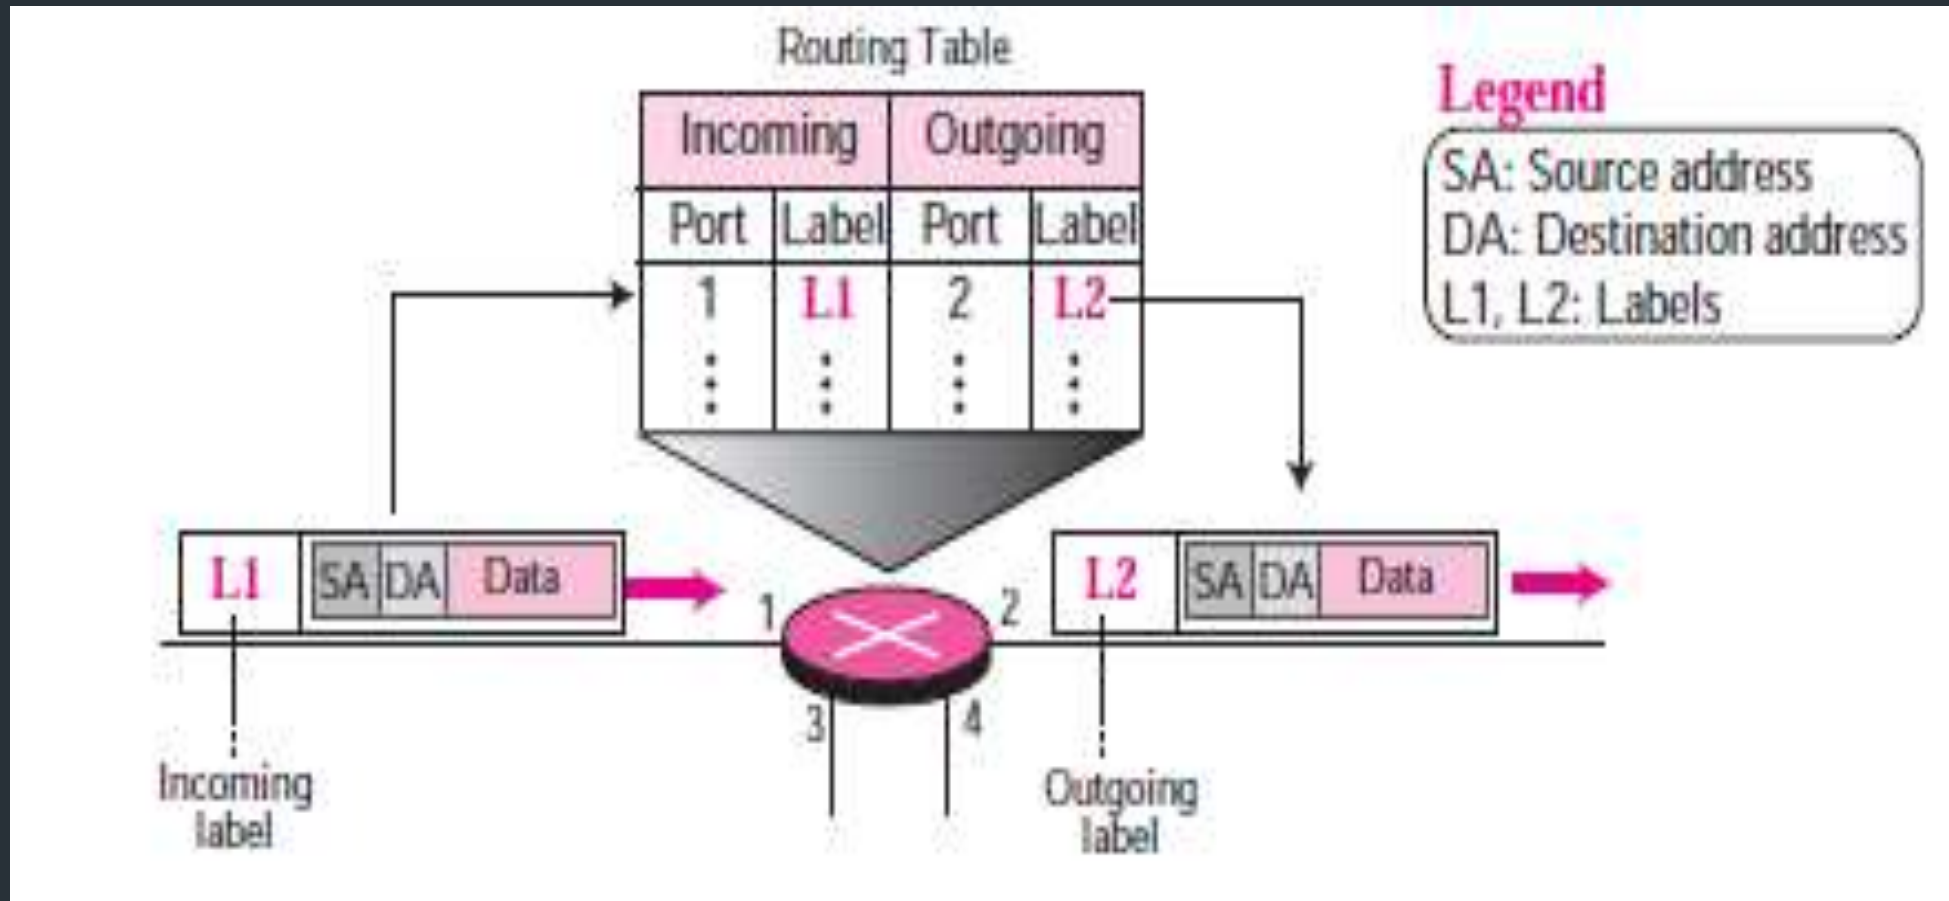 Routing Table
Incoming Outgoing
Port Label Port Label
1 L1 2 L2
Legend
SA: Source address
DA: Destination address
L1, L2: Labels
L1 SA DA Data
1 2
3 4
L2 SA DA Data
Incoming
label
Outgoing
label